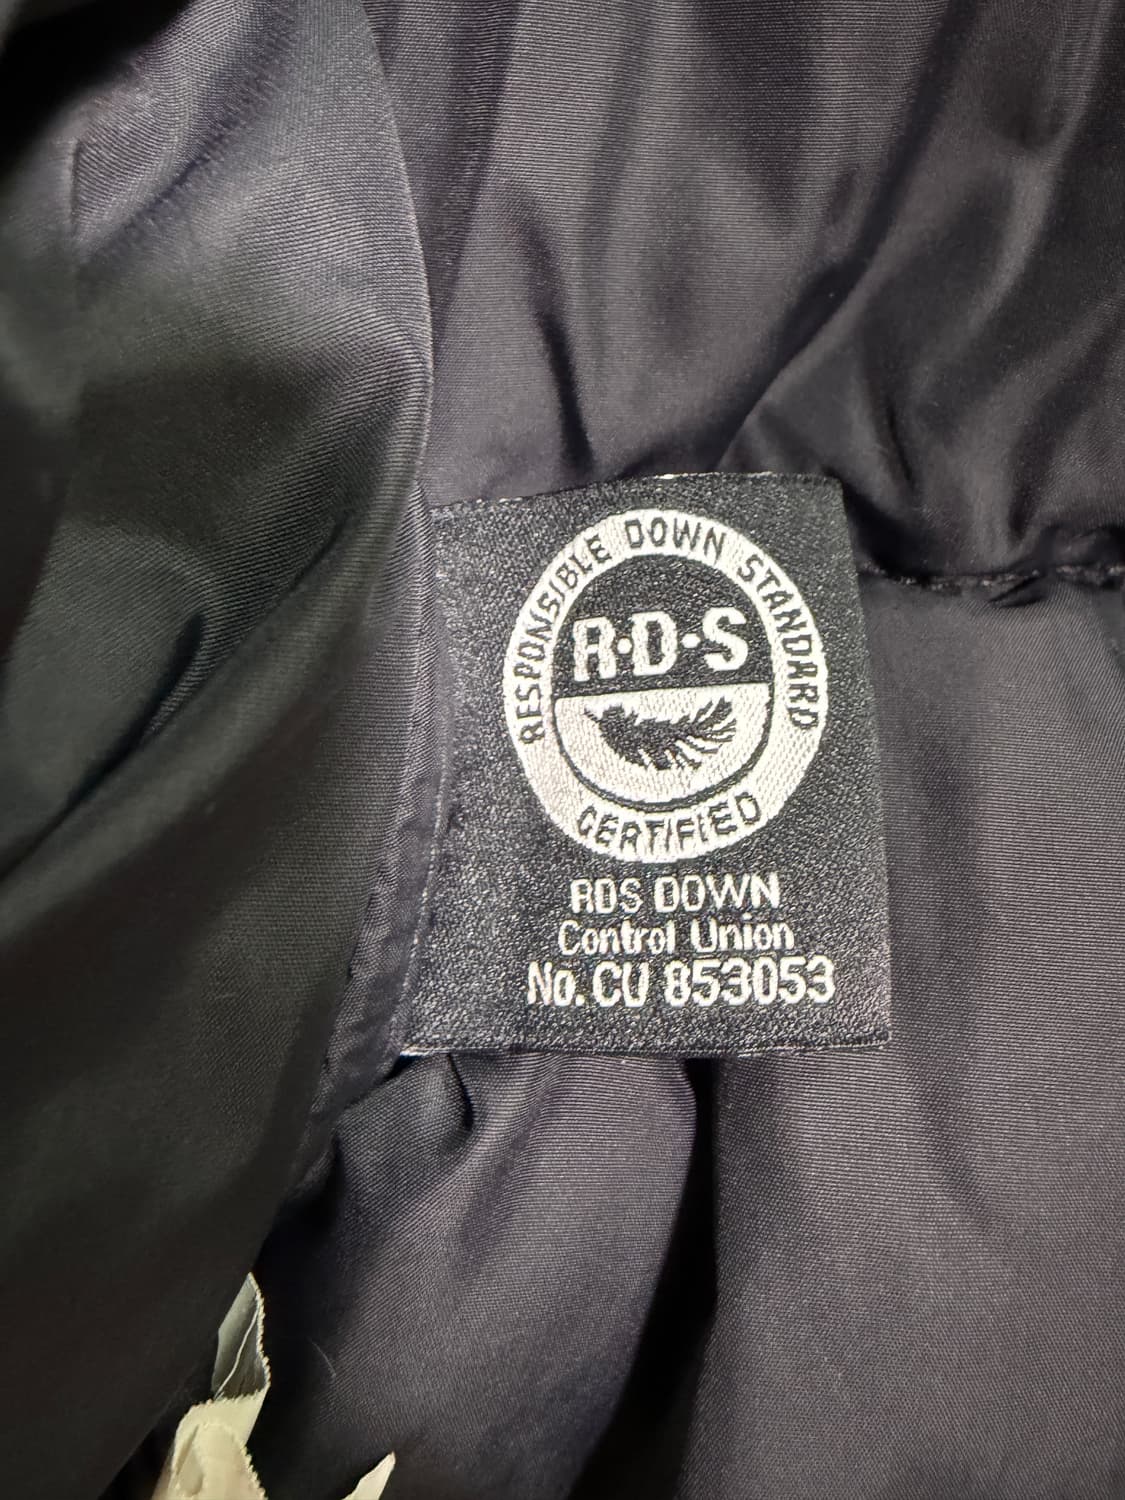 RESPONSIBLE DOWN STANDARD
R·D·S
CERTIFIED
RDS DOWN
Control Union
No. CU 853053